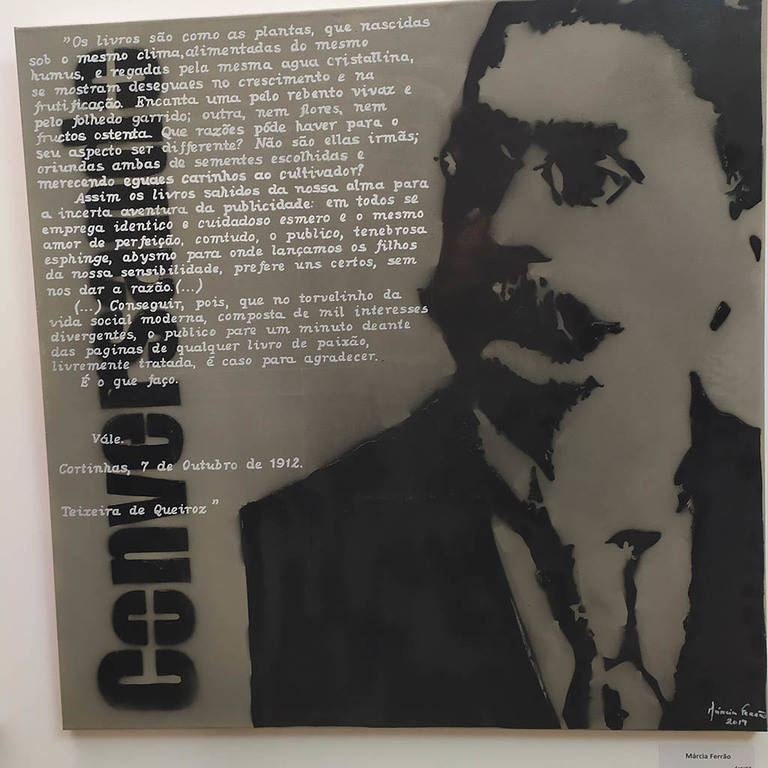 "Os livros são como as plantas, que nascidas
sob o mesmo clima, alimentadas do mesmo
humus, e regadas pela mesma agua cristallina,
se mostram deseguaes no crescimento e na
frutificação. Encanta uma pelo rebento vivaz e
pelo folhedo garrido; outra, nem flores, nem
fructos ostenta. Que razões póde haver para o
seu aspecto ser differente? Não são ellas irmãs;
oriundas ambas de sementes escolhidas e
merecendo eguaes carinhos ao cultivador?
Assim os livros sahidos da nossa alma para
a incerta aventura da publicidade: em todos se
emprega identico e cuidadoso esmero e o mesmo
amor de perfeição, comtudo, o publico, tenebrosa
esphinge, abysmo para onde lançamos os filhos
da nossa sensibilidade, prefere uns certos, sem
nos dar a razão.(...)
(...) Conseguir, pois, que no torvelinho da
vida social moderna, composta de mil interesses
divergentes, o publico pare um minuto deante
das paginas de qualquer livro de paixão,
livremente tratada, é caso para agradecer..
É o que faço.
Vále.
Cortinhas, 7 de Outubro de 1912.
Teixeira de Queiroz"
conversando
Márcia Ferrão
2019
Márcia Ferrão